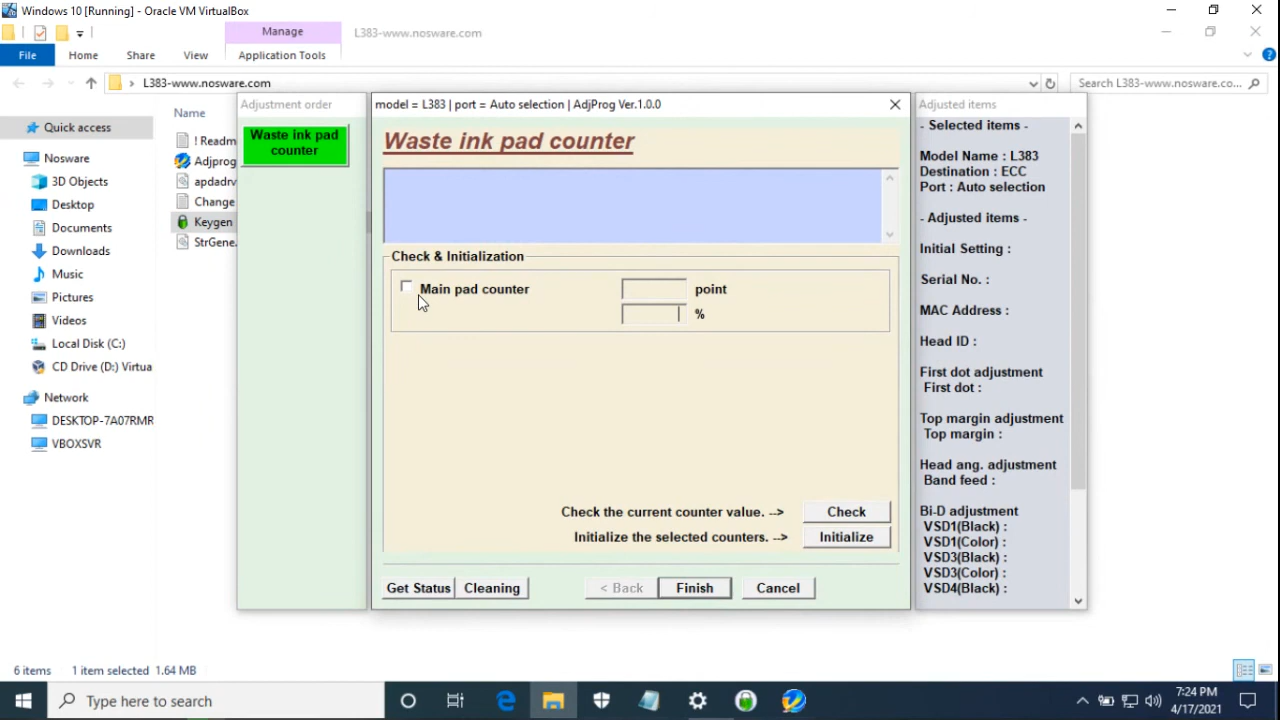 Windows 10 [Running] - Oracle VM VirtualBox
Manage
L383-www.nosware.com
File
Home
Share
View
Application Tools
L383-www.nosware.com
Search L383-www.nosware.co...
Quick access
Nosware
3D Objects
Desktop
Documents
Downloads
Music
Pictures
Videos
Local Disk (C:)
CD Drive (D:) Virtua
Network
DESKTOP-7A07RMR
VBOXSVR
Name
! Readm
Adjprog
apdadrv
Change
Keygen
StrGene.
Adjustment order
Waste ink pad
counter
model = L383 | port = Auto selection | AdjProg Ver.1.0.0
Waste ink pad counter
Check & Initialization
Main pad counter
point
%
Check the current counter value. -->
Check
Initialize the selected counters. -->
Initialize
Get Status
Cleaning
< Back
Finish
Cancel
Adjusted items
- Selected items -
Model Name : L383
Destination : ECC
Port : Auto selection
- Adjusted items -
Initial Setting :
Serial No. :
MAC Address :
Head ID :
First dot adjustment
First dot :
Top margin adjustment
Top margin :
Head ang. adjustment
Band feed :
Bi-D adjustment
VSD1(Black) :
VSD1(Color) :
VSD3(Black) :
VSD3(Color) :
VSD4(Black) :
6 items
1 item selected 1.64 MB
Type here to search
7:24 PM
4/17/2021